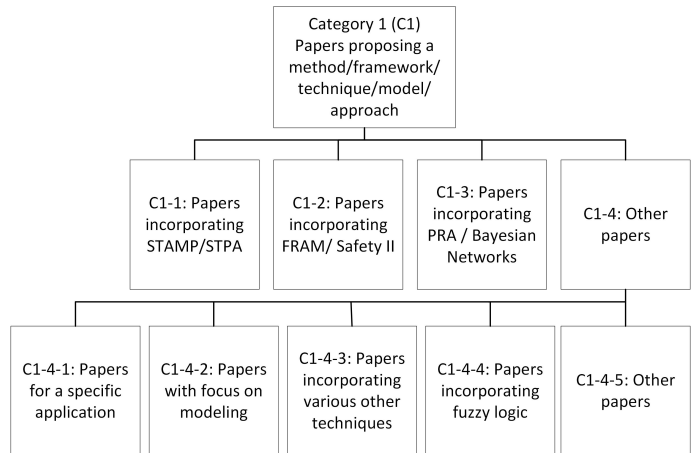 Category 1 (C1)
Papers proposing a
method/framework/
technique/model/
approach
C1-1: Papers
incorporating
STAMP/STPA
C1-2: Papers
incorporating
FRAM/ Safety II
C1-3: Papers
incorporating
PRA / Bayesian
Networks
C1-4: Other
papers
C1-4-1: Papers
for a specific
application
C1-4-2: Papers
with focus on
modeling
C1-4-3: Papers
incorporating
various other
techniques
C1-4-4: Papers
incorporating
fuzzy logic
C1-4-5: Other
papers